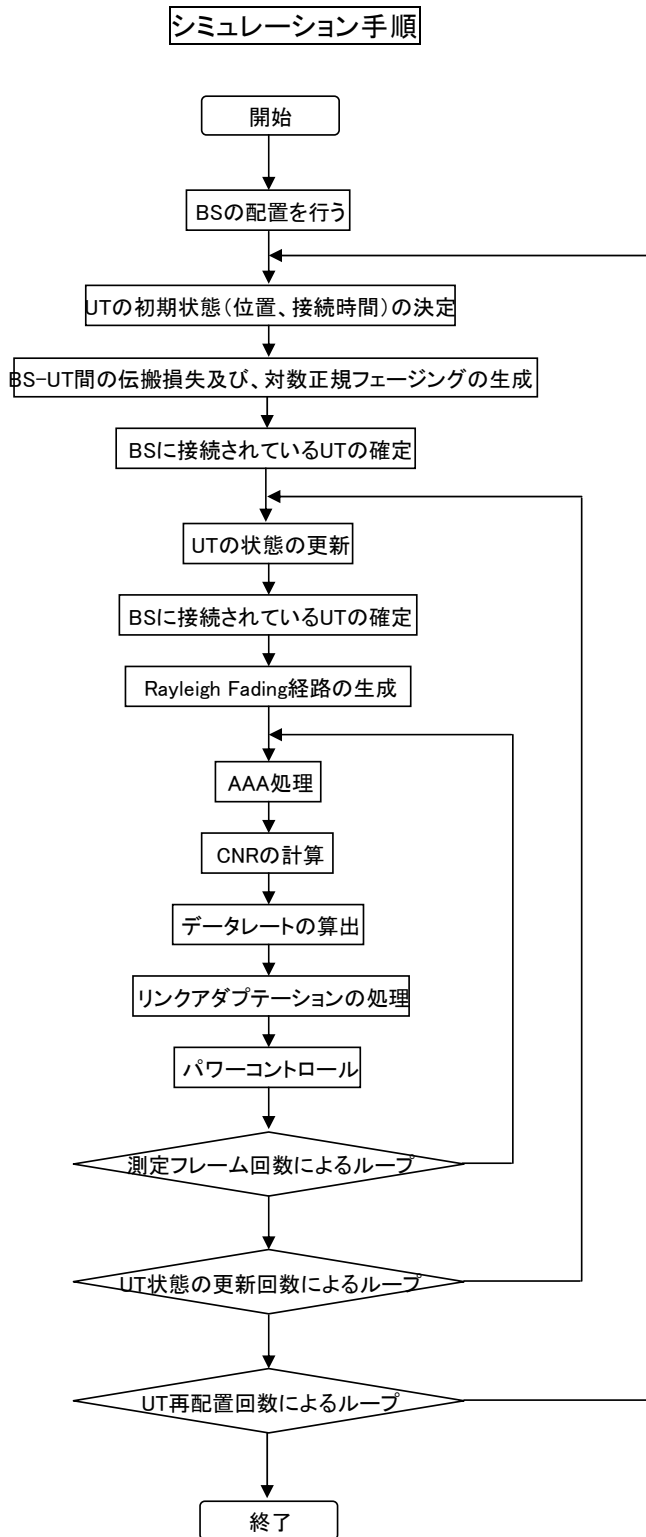 シミュレーション手順
開始
BSの配置を行う
UTの初期状態（位置、接続時間）の決定
BS-UT間の伝搬損失及び、対数正規フェージングの生成
BSに接続されているUTの確定
UTの状態の更新
BSに接続されているUTの確定
Rayleigh Fading経路の生成
AAA処理
CNRの計算
データレートの算出
リンクアダプテーションの処理
パワーコントロール
測定フレーム回数によるループ
UT状態の更新回数によるループ
UT再配置回数によるループ
終了